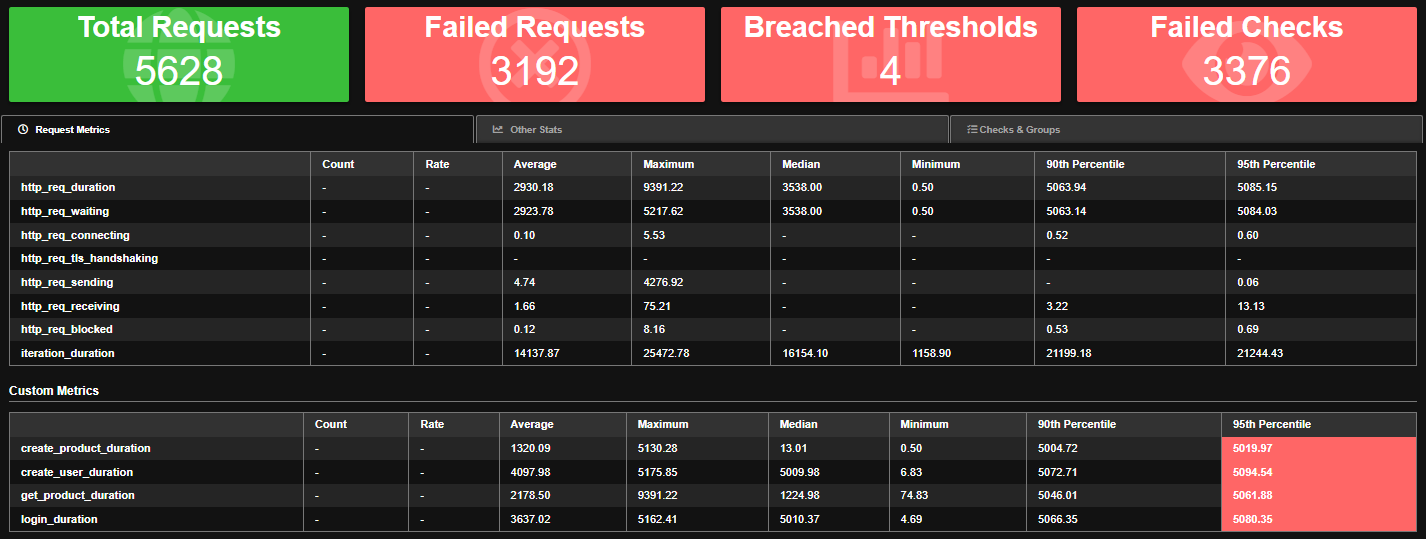 Total Requests Failed Requests Breached Thresholds Failed Checks
5628 3192 4 3376
Request Metrics Other Stats Checks & Groups
Count Rate Average Maximum Median Minimum 90th Percentile 95th Percentile
http_req_duration - - 2930.18 9391.22 3538.00 0.50 5063.94 5085.15
http_req_waiting - - 2923.78 5217.62 3538.00 0.50 5063.14 5084.03
http_req_connecting - - 0.10 5.53 - - 0.52 0.60
http_req_tls_handshaking - - - - - - - -
http_req_sending - - 4.74 4276.92 - - - 0.06
http_req_receiving - - 1.66 75.21 - - 3.22 13.13
http_req_blocked - - 0.12 8.16 - - 0.53 0.69
iteration_duration - - 14137.87 25472.78 16154.10 1158.90 21199.18 21244.43
Custom Metrics
Count Rate Average Maximum Median Minimum 90th Percentile 95th Percentile
create_product_duration - - 1320.09 5130.28 13.01 0.50 5004.72 5019.97
create_user_duration - - 4097.98 5175.85 5009.98 6.83 5072.71 5094.54
get_product_duration - - 2178.50 9391.22 1224.98 74.83 5046.01 5061.88
login_duration - - 3637.02 5162.41 5010.37 4.69 5066.35 5080.35